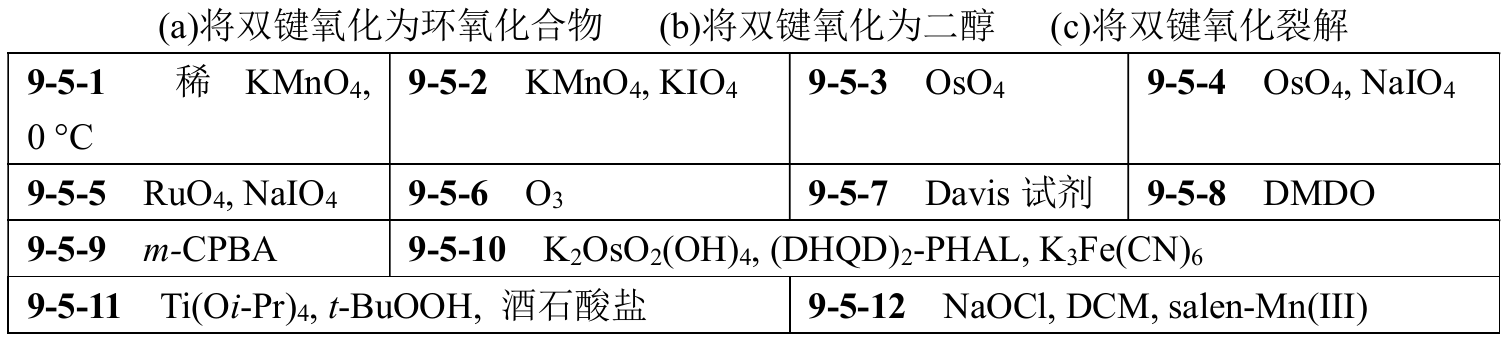 (a)将双键氧化为环氧化合物 (b)将双键氧化为二醇 (c)将双键氧化裂解
9-5-1 稀 KMnO₄, 0 °C
9-5-2 KMnO₄, KIO₄
9-5-3 OsO₄
9-5-4 OsO₄, NaIO₄
9-5-5 RuO₄, NaIO₄
9-5-6 O₃
9-5-7 Davis 试剂
9-5-8 DMDO
9-5-9 m-CPBA
9-5-10 K₂OsO₂(OH)₄, (DHQD)₂-PHAL, K₃Fe(CN)₆
9-5-11 Ti(Oi-Pr)₄, t-BuOOH, 酒石酸盐
9-5-12 NaOCl, DCM, salen-Mn(III)